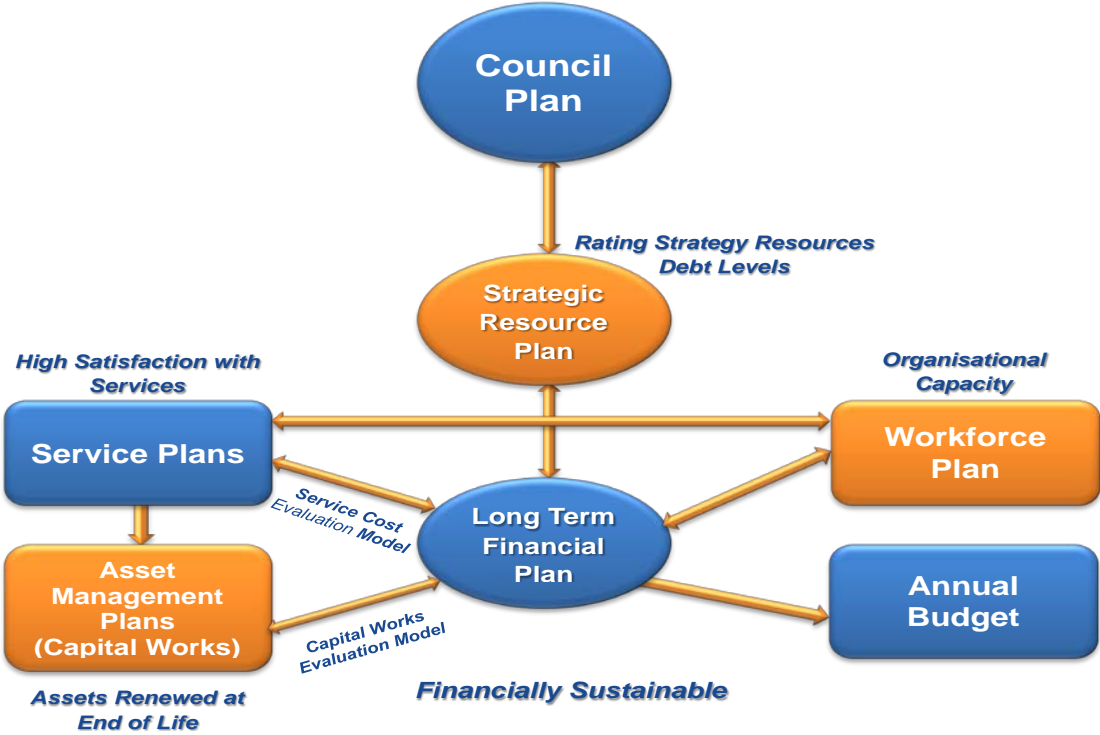 Council
Plan
Rating Strategy Resources
Debt Levels
Strategic
Resource
Plan
High Satisfaction with
Services
Organisational
Capacity
Service Plans
Workforce
Plan
Service Cost
Evaluation Model
Long Term
Financial
Plan
Asset
Management
Plans
(Capital Works)
Annual
Budget
Capital Works
Evaluation Model
Financially Sustainable
Assets Renewed at
End of Life